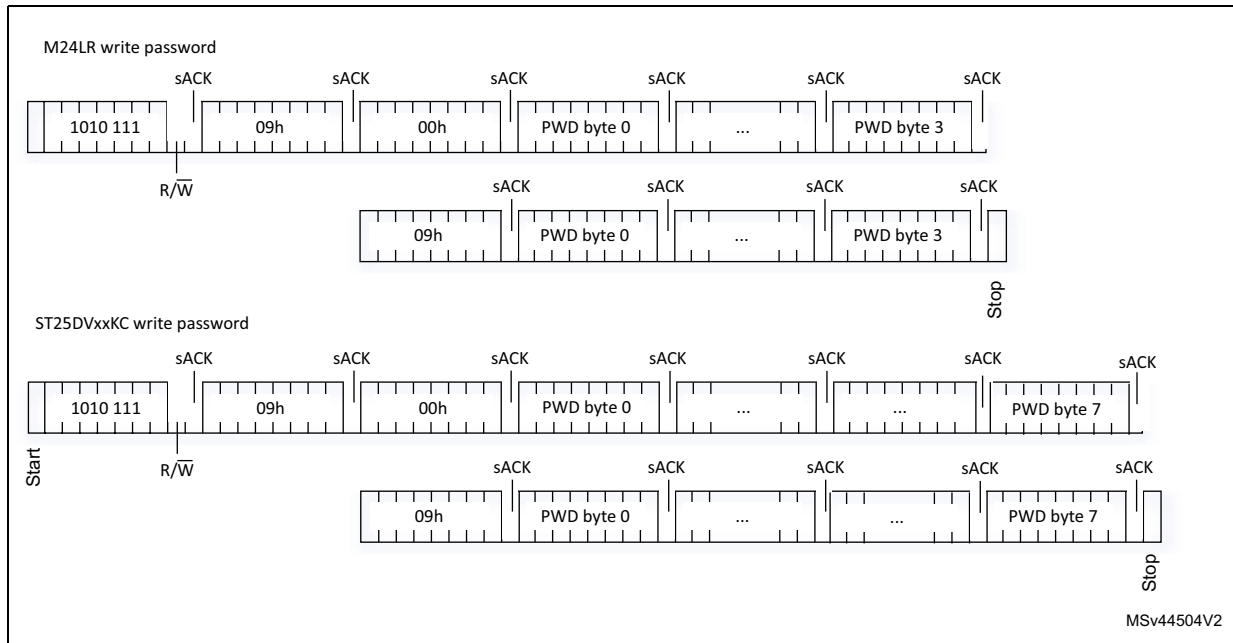 M24LR write password
sACK sACK sACK sACK sACK sACK
1010 111 09h 00h PWD byte 0 ... PWD byte 3
R/W̅
sACK sACK sACK sACK
09h PWD byte 0 ... PWD byte 3
Stop
ST25DVxxKC write password
sACK sACK sACK sACK sACK sACK sACK
1010 111 09h 00h PWD byte 0 ... ... PWD byte 7
Start
R/W̅
sACK sACK sACK sACK sACK
09h PWD byte 0 ... ... PWD byte 7
Stop
MSv44504V2